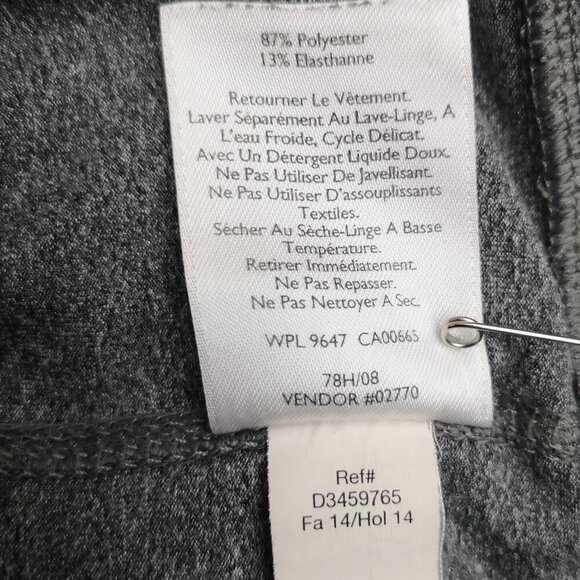 87% Polyester
13% Elasthanne
Retourner Le Vêtement.
Laver Séparément Au Lave-Linge, A
L'eau Froide, Cycle Délicat.
Avec Un Détergent Liquide Doux.
Ne Pas Utiliser De Javellisant.
Ne Pas Utiliser D'assouplissants
Textiles.
Sécher Au Sèche-Linge A Basse
Température.
Retirer Immédiatement.
Ne Pas Repasser.
Ne Pas Nettoyer A Sec.
WPL 9647 CA00665
78H/08
VENDOR #02770
Ref#
D3459765
Fa 14/Hol 14